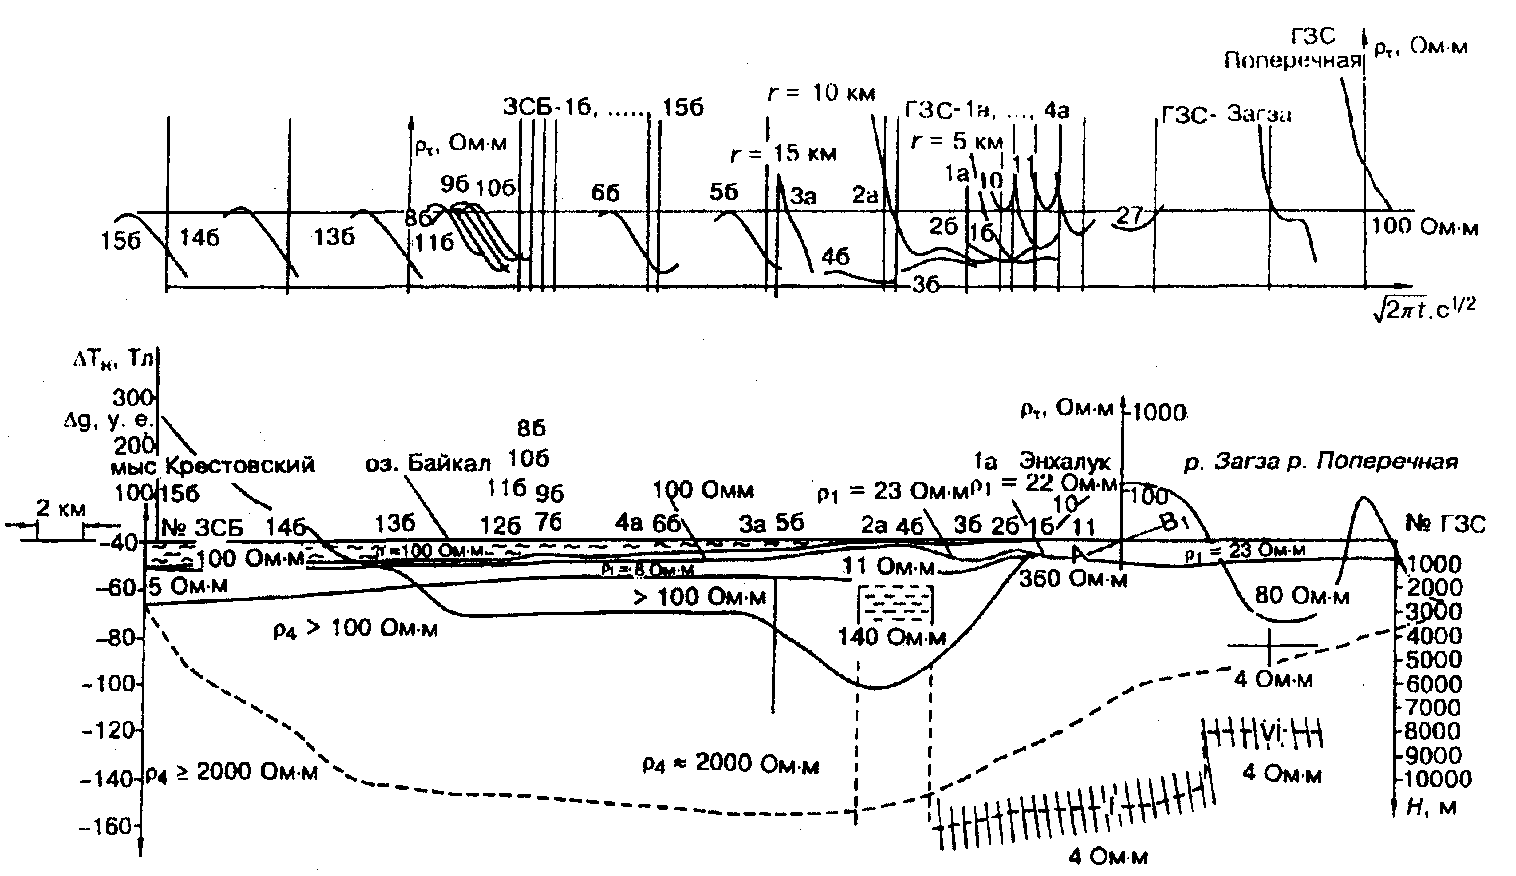 ГЗС
Поперечная
ρт, Ом·м
ЗСБ-1б, ..... 15б
r = 10 км
ГЗС-1а, ..., 4а
ГЗС- Загза
ρт, Ом·м
r = 15 км
r = 5 км
9б 10б
6б
5б
3а
2а
1а
10
11
8б
11б
15б
14б
13б
4б
2б
1б
3б
27
100 Ом·м
√2πt.с1/2
ΔTн, Тл
300
Δg, у. е.
200
мыс Крестовский
оз. Байкал
8б
10б
11б
9б
ρт, Ом·м
1000
1а Энхалук
р. Загза р. Поперечная
100
15б
100 Омм
ρ1 = 23 Ом·м
ρ1 = 22 Ом·м
100
2 км
№ ЗСБ
14б
13б
12б
7б
4а
6б
3а
5б
2а
4б
3б
2б
1б
10
11
B1
№ ГЗС
-40
100 Ом·м
=100 Ом·м
ρ1 = 8 Ом·м
11 Ом·м
360 Ом·м
ρ1 = 23 Ом·м
1000
5 Ом·м
-60
> 100 Ом·м
80 Ом·м
2000
3000
ρ4 > 100 Ом·м
140 Ом·м
-80
4000
5000
-100
4 Ом·м
6000
7000
-120
VI
8000
9000
ρ4 ≥ 2000 Ом·м
ρ4 ≈ 2000 Ом·м
-140
4 Ом·м
10000
I
-160
H, м
4 Ом·м